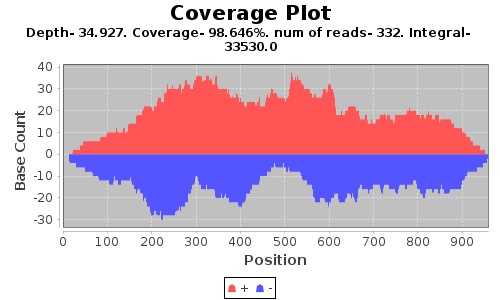 Coverage Plot
Depth- 34.927. Coverage- 98.646%. num of reads- 332. Integral-
33530.0
Base Count
40
30
20
10
0
-10
-20
-30
0 100 200 300 400 500 600 700 800 900
Position
+ -